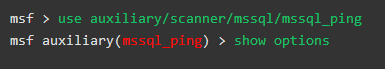 msf > use auxiliary/scanner/mssql/mssql_ping
msf auxiliary(mssql_ping) > show options